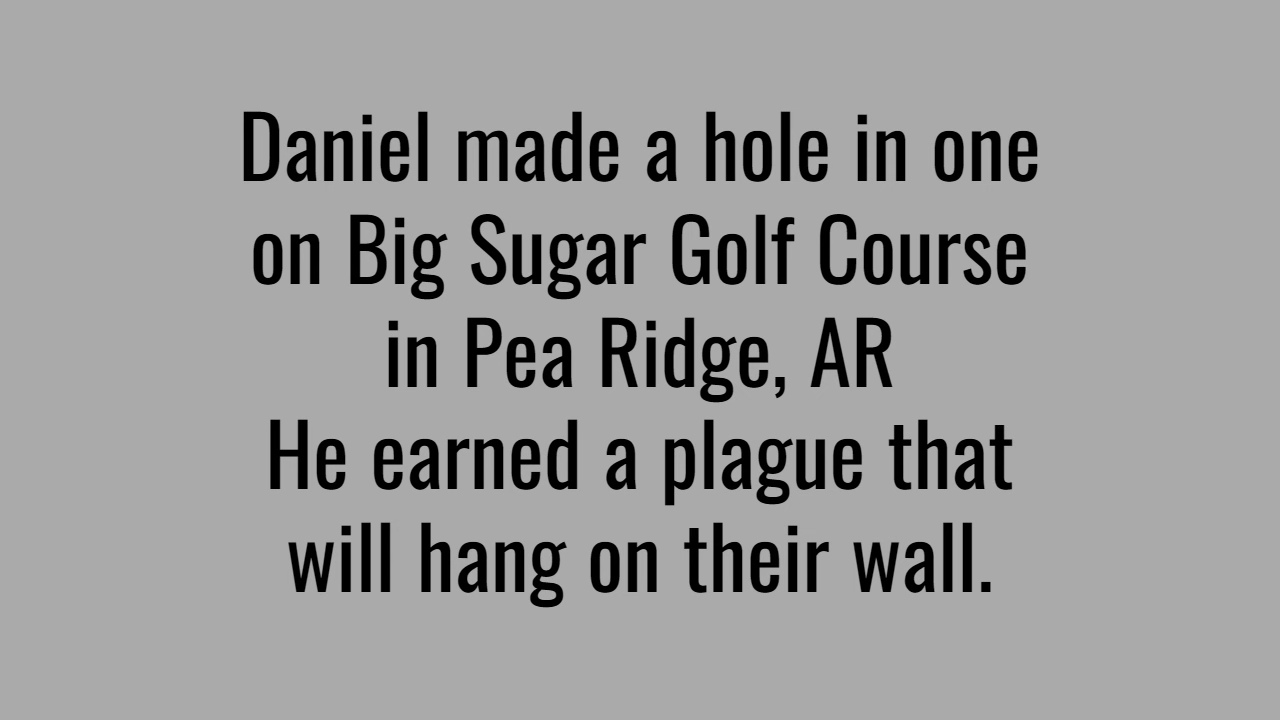 Daniel made a hole in one
on Big Sugar Golf Course
in Pea Ridge, AR
He earned a plague that
will hang on their wall.